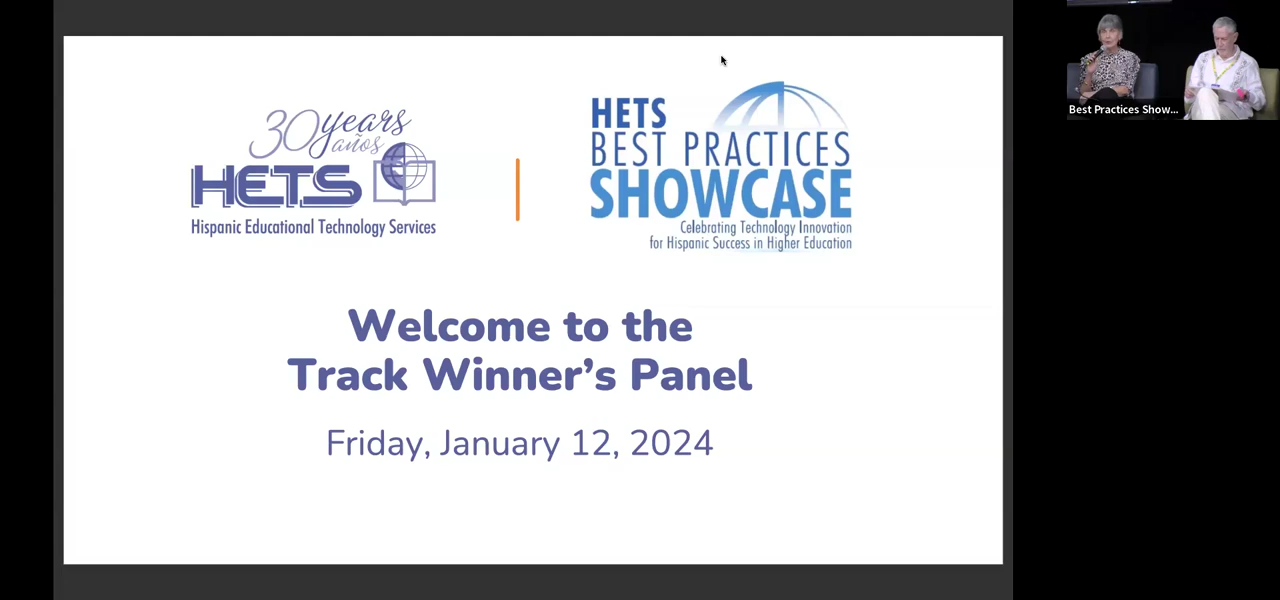 30 years
años
HETS
Hispanic Educational Technology Services
HETS
BEST PRACTICES
SHOWCASE
Celebrating Technology Innovation
for Hispanic Success in Higher Education
Welcome to the
Track Winner’s Panel
Friday, January 12, 2024
Best Practices Show...